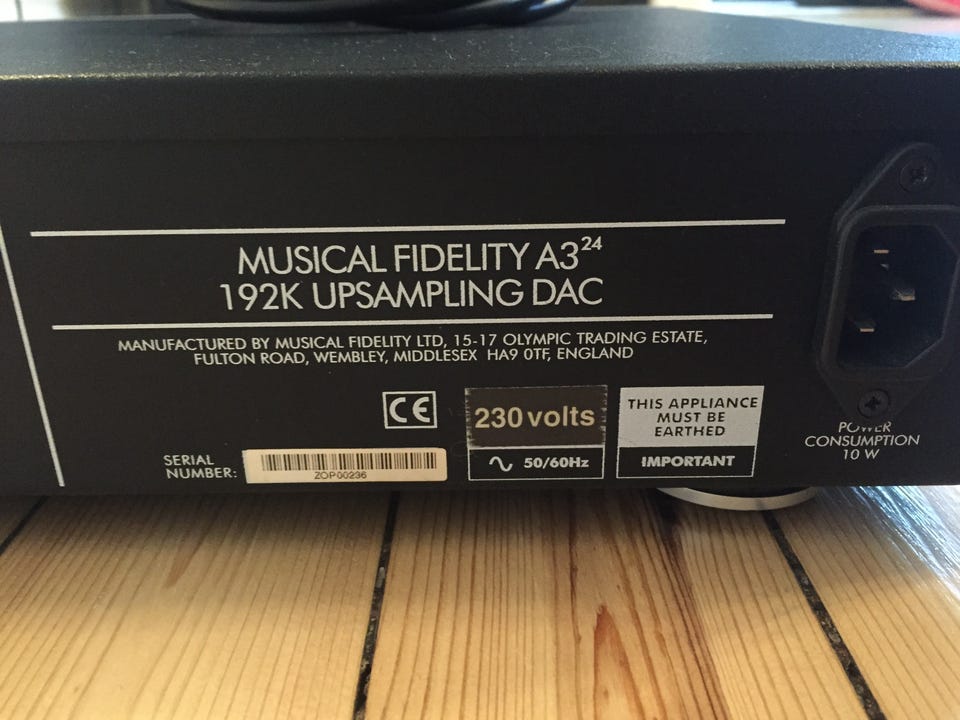 MUSICAL FIDELITY A3²⁴
192K UPSAMPLING DAC
MANUFACTURED BY MUSICAL FIDELITY LTD, 15-17 OLYMPIC TRADING ESTATE,
FULTON ROAD, WEMBLEY, MIDDLESEX HA9 0TF, ENGLAND
CE
230 volts
50/60Hz
THIS APPLIANCE
MUST BE
EARTHED
IMPORTANT
POWER
CONSUMPTION
10 W
SERIAL
NUMBER:
ZOP00236